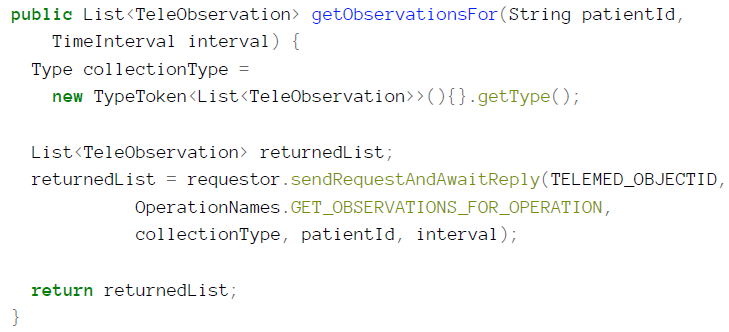 public List<TeleObservation> getObservationsFor(String patientId,
    TimeInterval interval) {
  Type collectionType =
    new TypeToken<List<TeleObservation>>(){}.getType();

  List<TeleObservation> returnedList;
  returnedList = requestor.sendRequestAndAwaitReply(TELEMED_OBJECTID,
            OperationNames.GET_OBSERVATIONS_FOR_OPERATION,
            collectionType, patientId, interval);

  return returnedList;
}